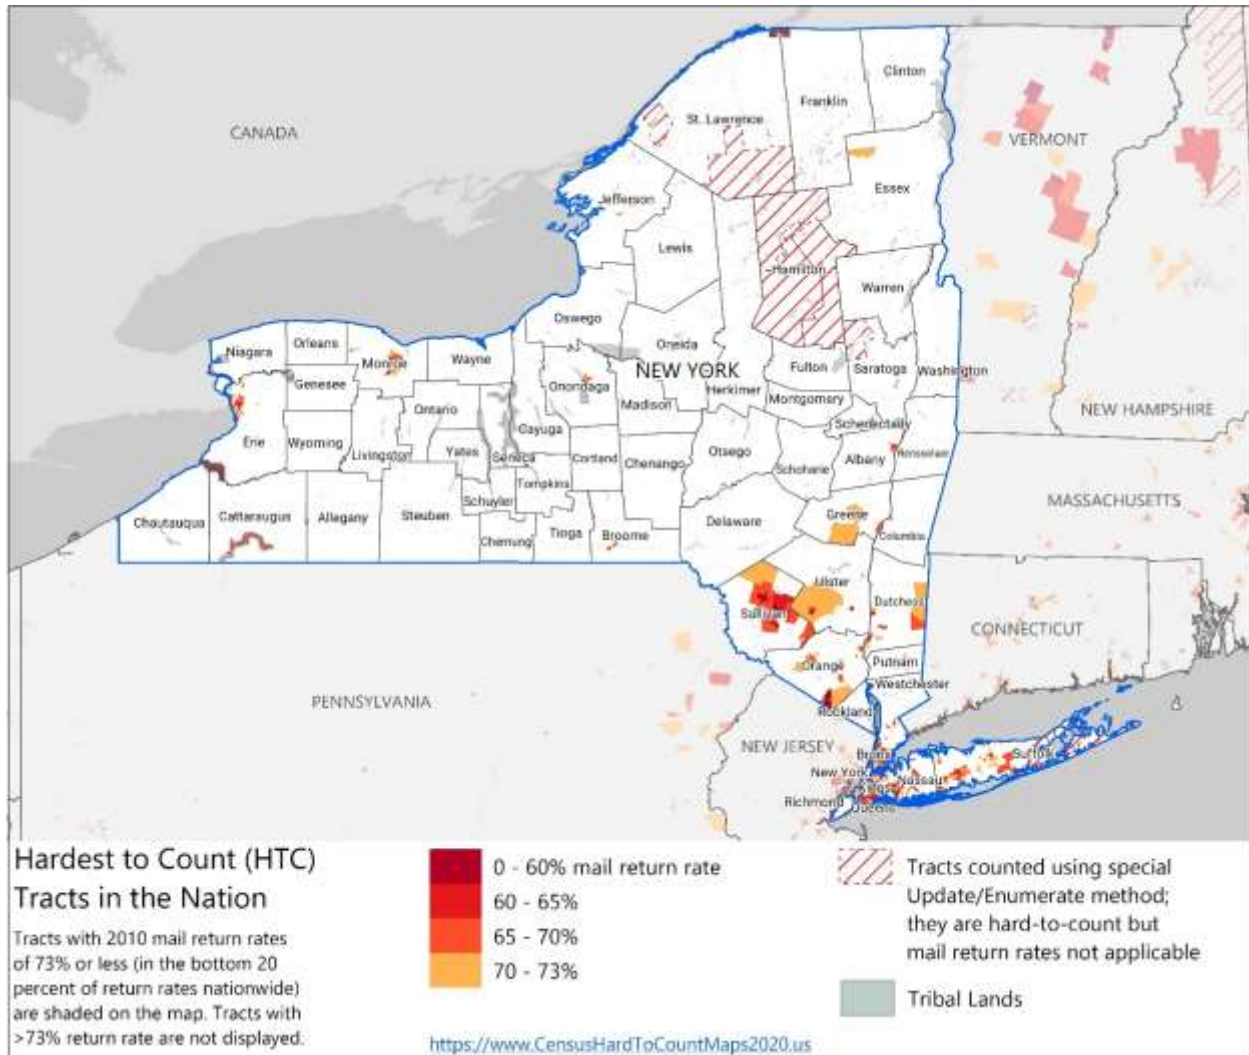 CANADA
Clinton
Franklin
St. Lawrence
VERMONT
Essex
Jefferson
Lewis
Hamilton
Warren
Oswego
Niagara
Orleans
Monroe
Wayne
Oneida
NEW YORK
Fulton
Saratoga
Washington
Genesee
Onondaga
Herkimer
Madison
Montgomery
NEW HAMPSHIRE
Ontario
Cayuga
Schenectady
Erie
Wyoming
Livingston
Yates
Seneca
Cortland
Chenango
Otsego
Schoharie
Albany
Rensselaer
MASSACHUSETTS
Tompkins
Schuyler
Chautauqua
Cattaraugus
Allegany
Steuben
Chemung
Tioga
Broome
Delaware
Greene
Columbia
Ulster
Sullivan
Dutchess
CONNECTICUT
Orange
Putnam
Westchester
PENNSYLVANIA
Rockland
NEW JERSEY
Bronx
Suffolk
New York
Nassau
Kings
Richmond
Queens
Hardest to Count (HTC)
Tracts in the Nation
Tracts with 2010 mail return rates
of 73% or less (in the bottom 20
percent of return rates nationwide)
are shaded on the map. Tracts with
>73% return rate are not displayed.
0 - 60% mail return rate
60 - 65%
65 - 70%
70 - 73%
https://www.CensusHardToCountMaps2020.us
Tracts counted using special
Update/Enumerate method;
they are hard-to-count but
mail return rates not applicable
Tribal Lands